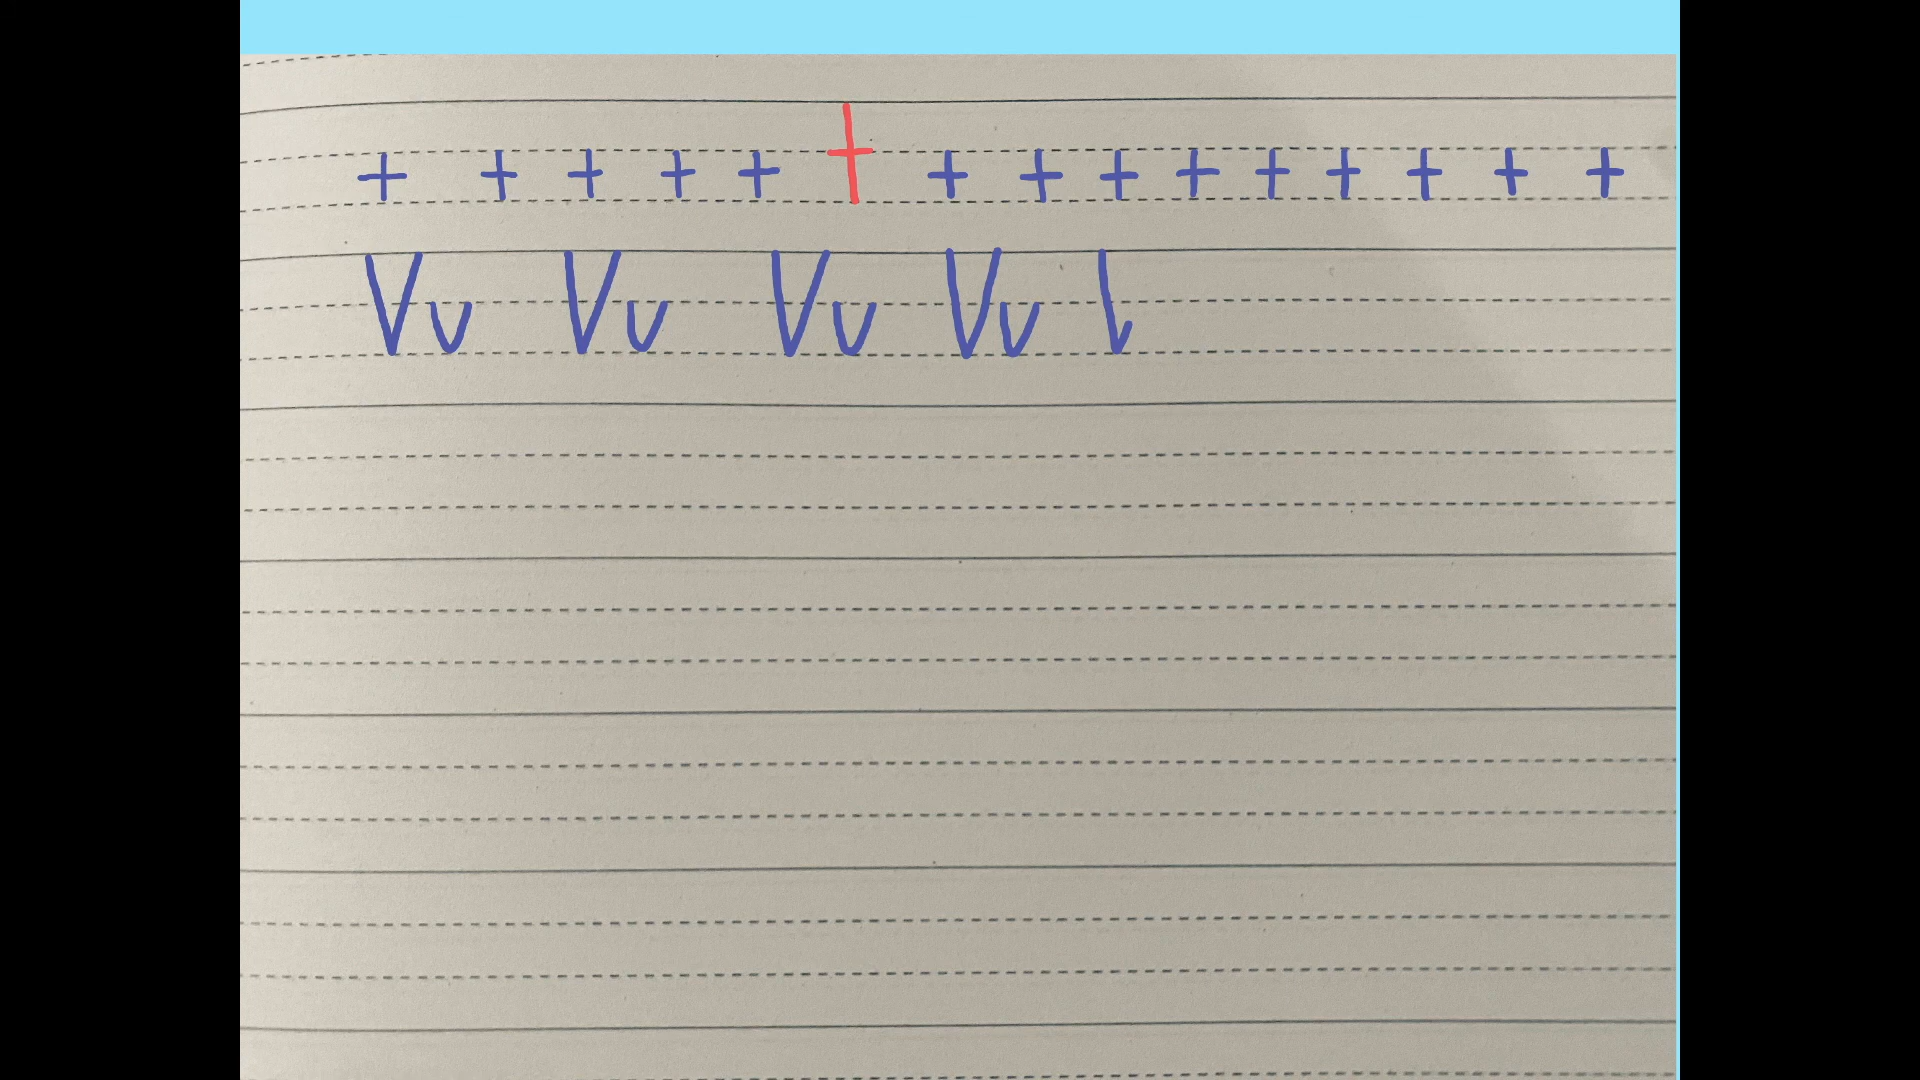 + + + + + + + + + + + + + + +
Vv Vv Vv Vv